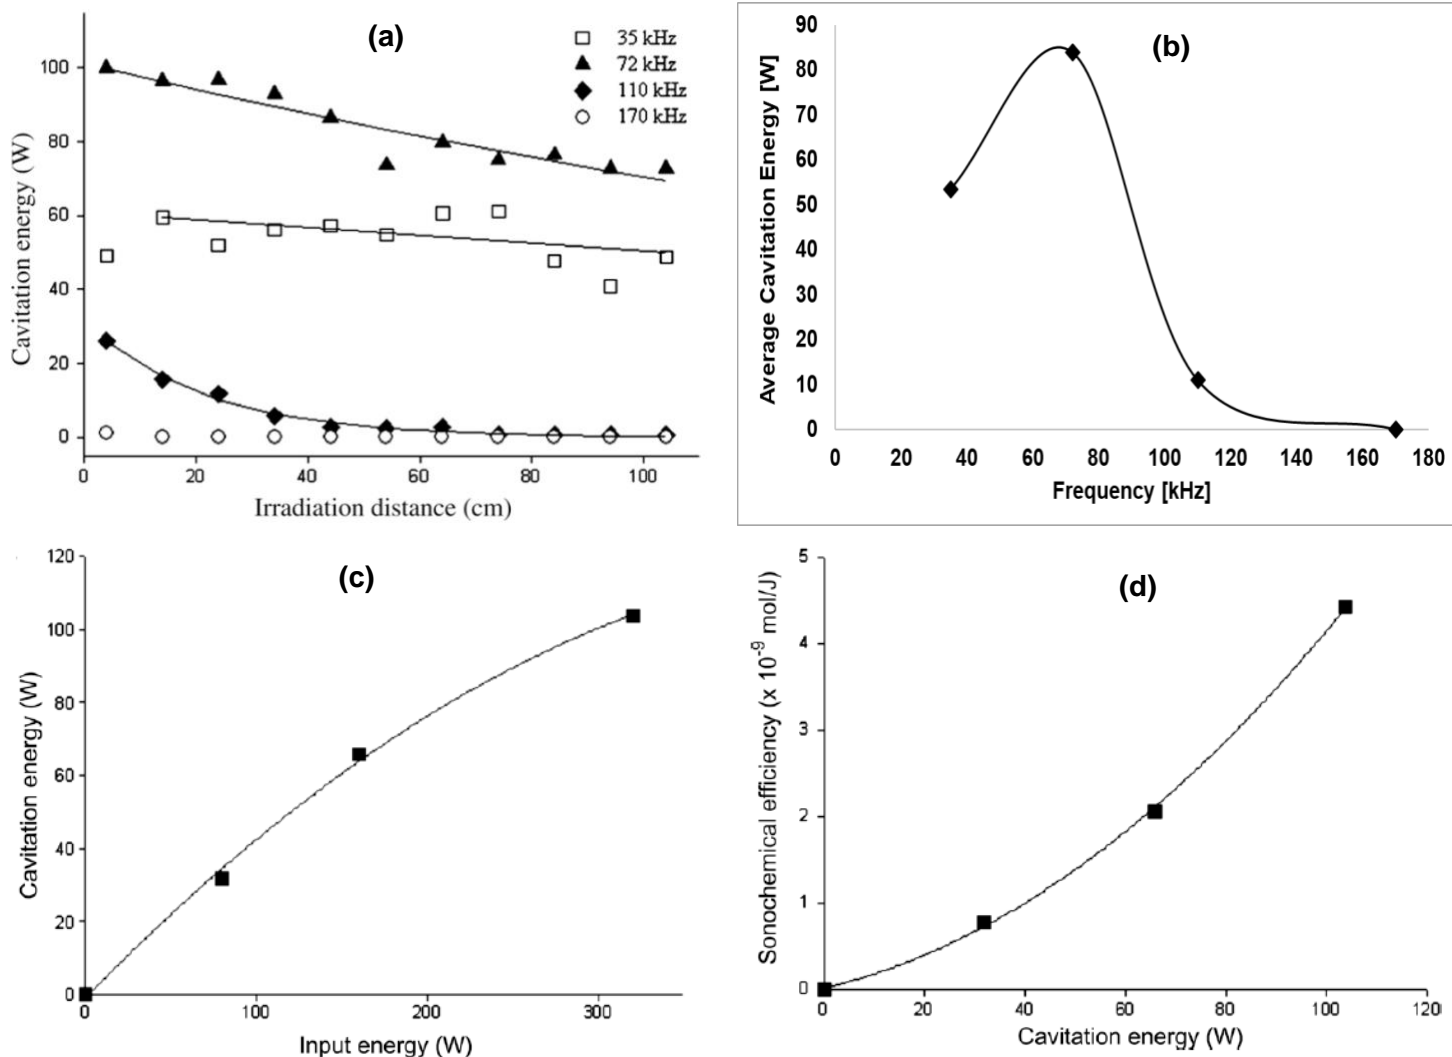 (a)
35 kHz
72 kHz
110 kHz
170 kHz
Cavitation energy (W)
100
80
60
40
20
0
0 20 40 60 80 100
Irradiation distance (cm)
(b)
Average Cavitation Energy [W]
90
80
70
60
50
40
30
20
10
0
0 20 40 60 80 100 120 140 160 180
Frequency [kHz]
(c)
Cavitation energy (W)
120
100
80
60
40
20
0
0 100 200 300
Input energy (W)
(d)
Sonochemical efficiency (x 10⁻⁹ mol/J)
5
4
3
2
1
0
0 20 40 60 80 100 120
Cavitation energy (W)